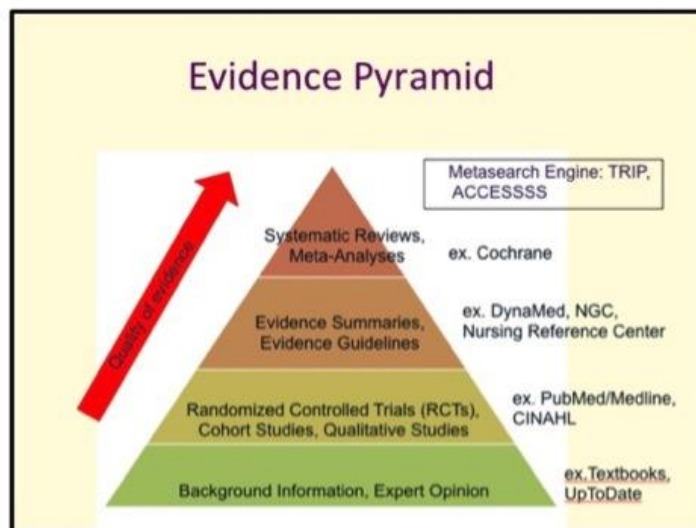 Evidence Pyramid
Metasearch Engine: TRIP,
ACCESSSS
Quality of evidence
Systematic Reviews,
Meta-Analyses
ex. Cochrane
Evidence Summaries,
Evidence Guidelines
ex. DynaMed, NGC,
Nursing Reference Center
Randomized Controlled Trials (RCTs),
Cohort Studies, Qualitative Studies
ex. PubMed/Medline,
CINAHL
Background Information, Expert Opinion
ex.Textbooks,
UpToDate